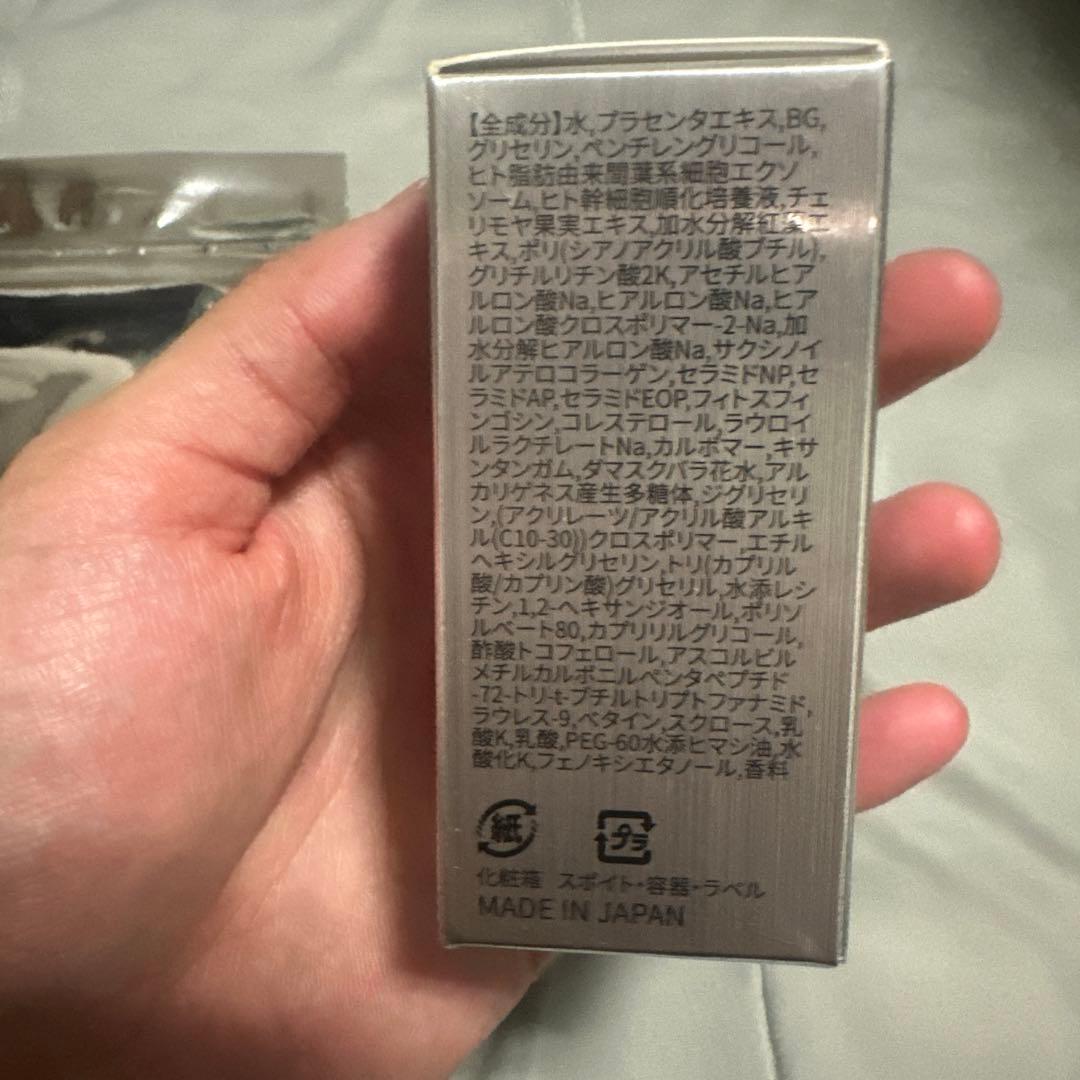 【全成分】水,プラセンタエキス,BG,
グリセリン,ペンチレングリコール,
ヒト脂肪由来間葉系細胞エクソ
ソーム,ヒト幹細胞順化培養液,チェ
リモヤ果実エキス,加水分解紅藻エ
キス,ポリ(シアノアクリル酸ブチル),
グリチルリチン酸2K,アセチルヒア
ルロン酸Na,ヒアルロン酸Na,ヒア
ルロン酸クロスポリマー-2-Na,加
水分解ヒアルロン酸Na,サクシノイ
ルアテロコラーゲン,セラミドNP,セ
ラミドAP,セラミドEOP,フィトスフィ
ンゴシン,コレステロール,ラウロイ
ルラクチレートNa,カルボマー,キサ
ンタンガム,ダマスクバラ花水,アル
カリゲネス産生多糖体,ジグリセリ
ン,(アクリレーツ/アクリル酸アルキ
ル(C10-30))クロスポリマー,エチル
ヘキシルグリセリン,トリ(カプリル
酸/カプリン酸)グリセリル,水添レシ
チン,1,2-ヘキサンジオール,ポリソ
ルベート80,カプリリルグリコール,
酢酸トコフェロール,アスコルビル
メチルカルボニルペンタペプチド
-72-トリ-t-ブチルトリプトファナミド,
ラウレス-9,ベタイン,スクロース,乳
酸K,乳酸,PEG-60水添ヒマシ油,水
酸化K,フェノキシエタノール,香料
紙 プラ
化粧箱 スポイト・容器・ラベル
MADE IN JAPAN